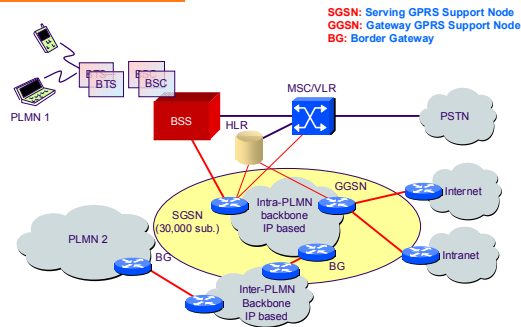 SGSN: Serving GPRS Support Node
GGSN: Gateway GPRS Support Node
BG: Border Gateway
BTS
BSC
BTS
BSC
PLMN 1
MSC/VLR
BSS
HLR
PSTN
GGSN
Internet
Intra-PLMN
backbone
IP based
SGSN
(30,000 sub.)
PLMN 2
BG
BG
Intranet
Inter-PLMN
Backbone
IP based